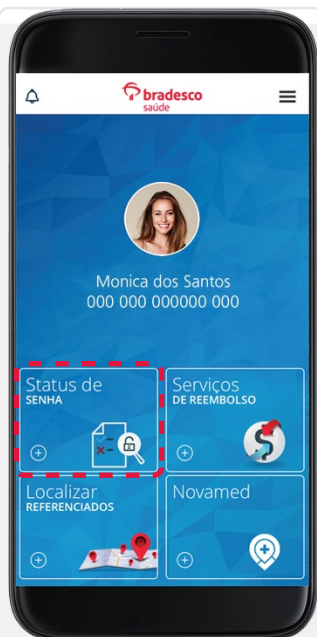 bradesco
saúde
Monica dos Santos
000 000 000000 000
Status de
SENHA
Serviços
DE REEMBOLSO
Localizar
REFERENCIADOS
Novamed